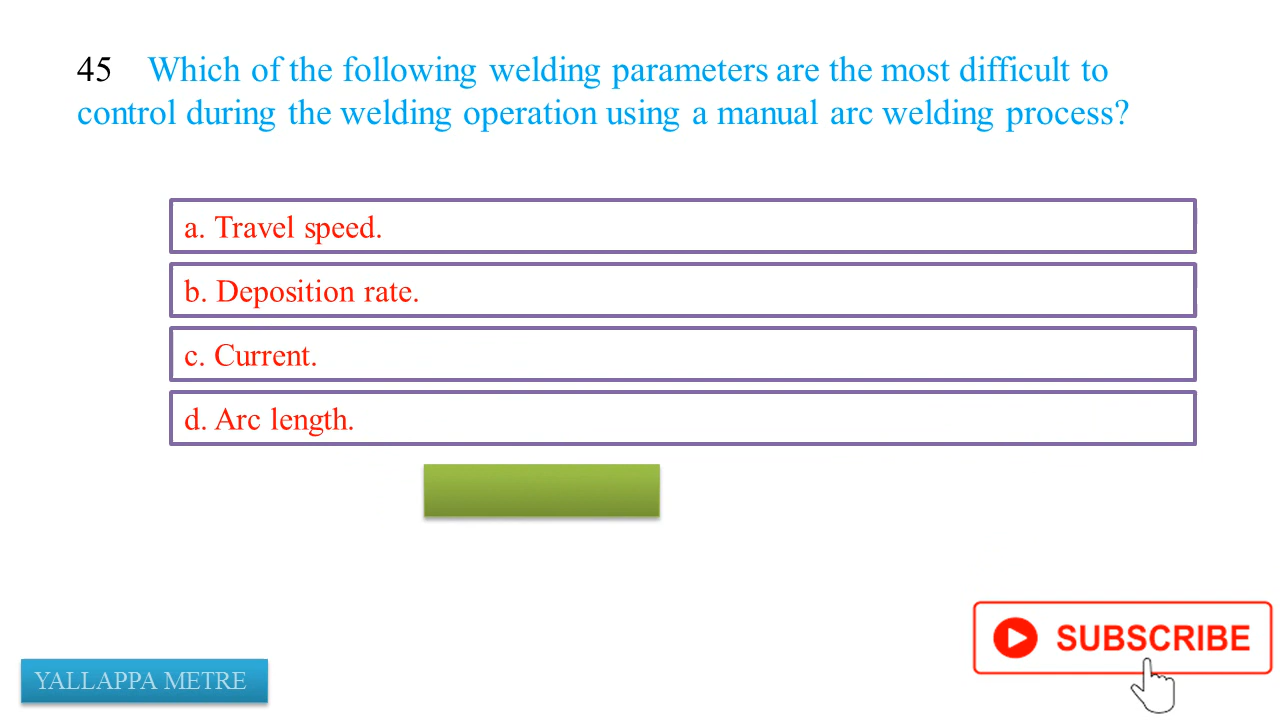 45 Which of the following welding parameters are the most difficult to
control during the welding operation using a manual arc welding process?
a. Travel speed.
b. Deposition rate.
c. Current.
d. Arc length.
SUBSCRIBE
YALLAPPA METRE